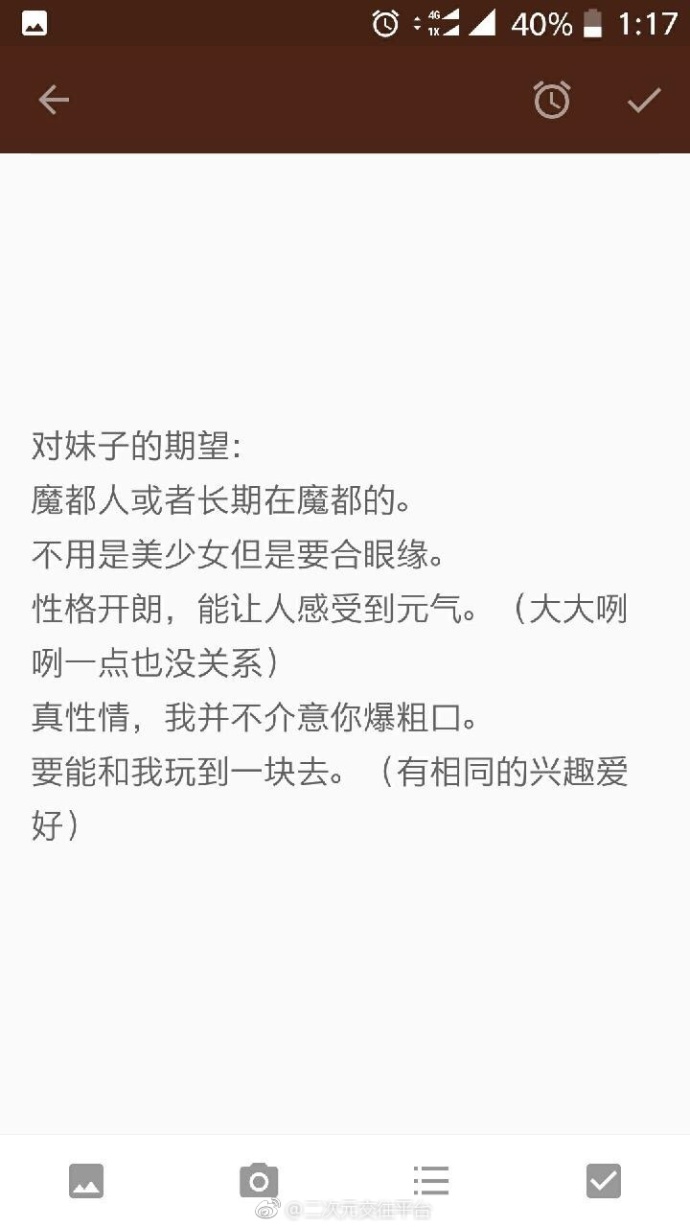 4G
1X
40%
1:17
对妹子的期望：
魔都人或者长期在魔都的。
不用是美少女但是要合眼缘。
性格开朗，能让人感受到元气。（大大咧
咧一点也没关系）
真性情，我并不介意你爆粗口。
要能和我玩到一块去。（有相同的兴趣爱
好）
@二次元交往平台